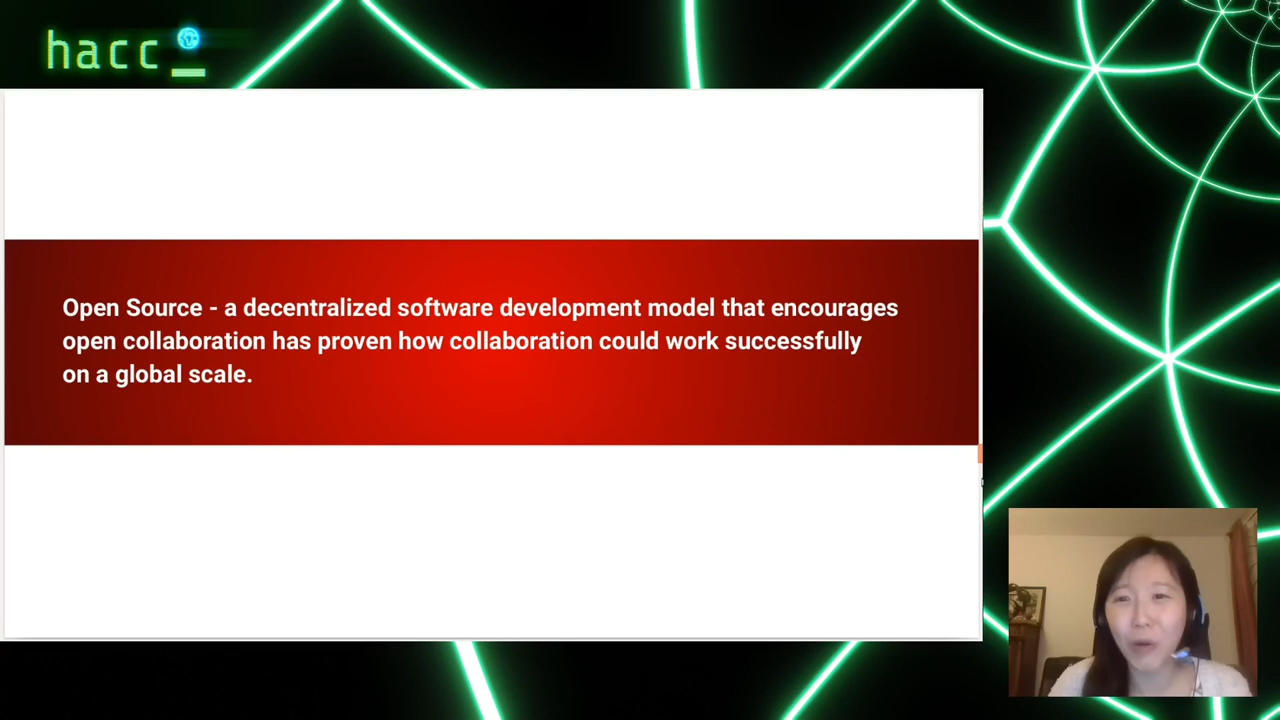 hacc_
Open Source - a decentralized software development model that encourages
open collaboration has proven how collaboration could work successfully
on a global scale.